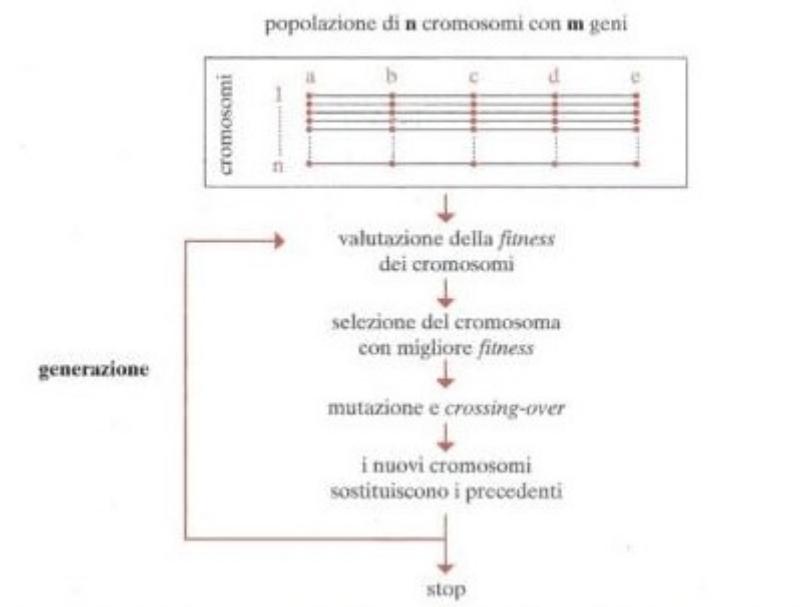 popolazione di n cromosomi con m geni
cromosomi
a b c d e
1
n
valutazione della fitness
dei cromosomi
selezione del cromosoma
con migliore fitness
generazione
mutazione e crossing-over
i nuovi cromosomi
sostituiscono i precedenti
stop